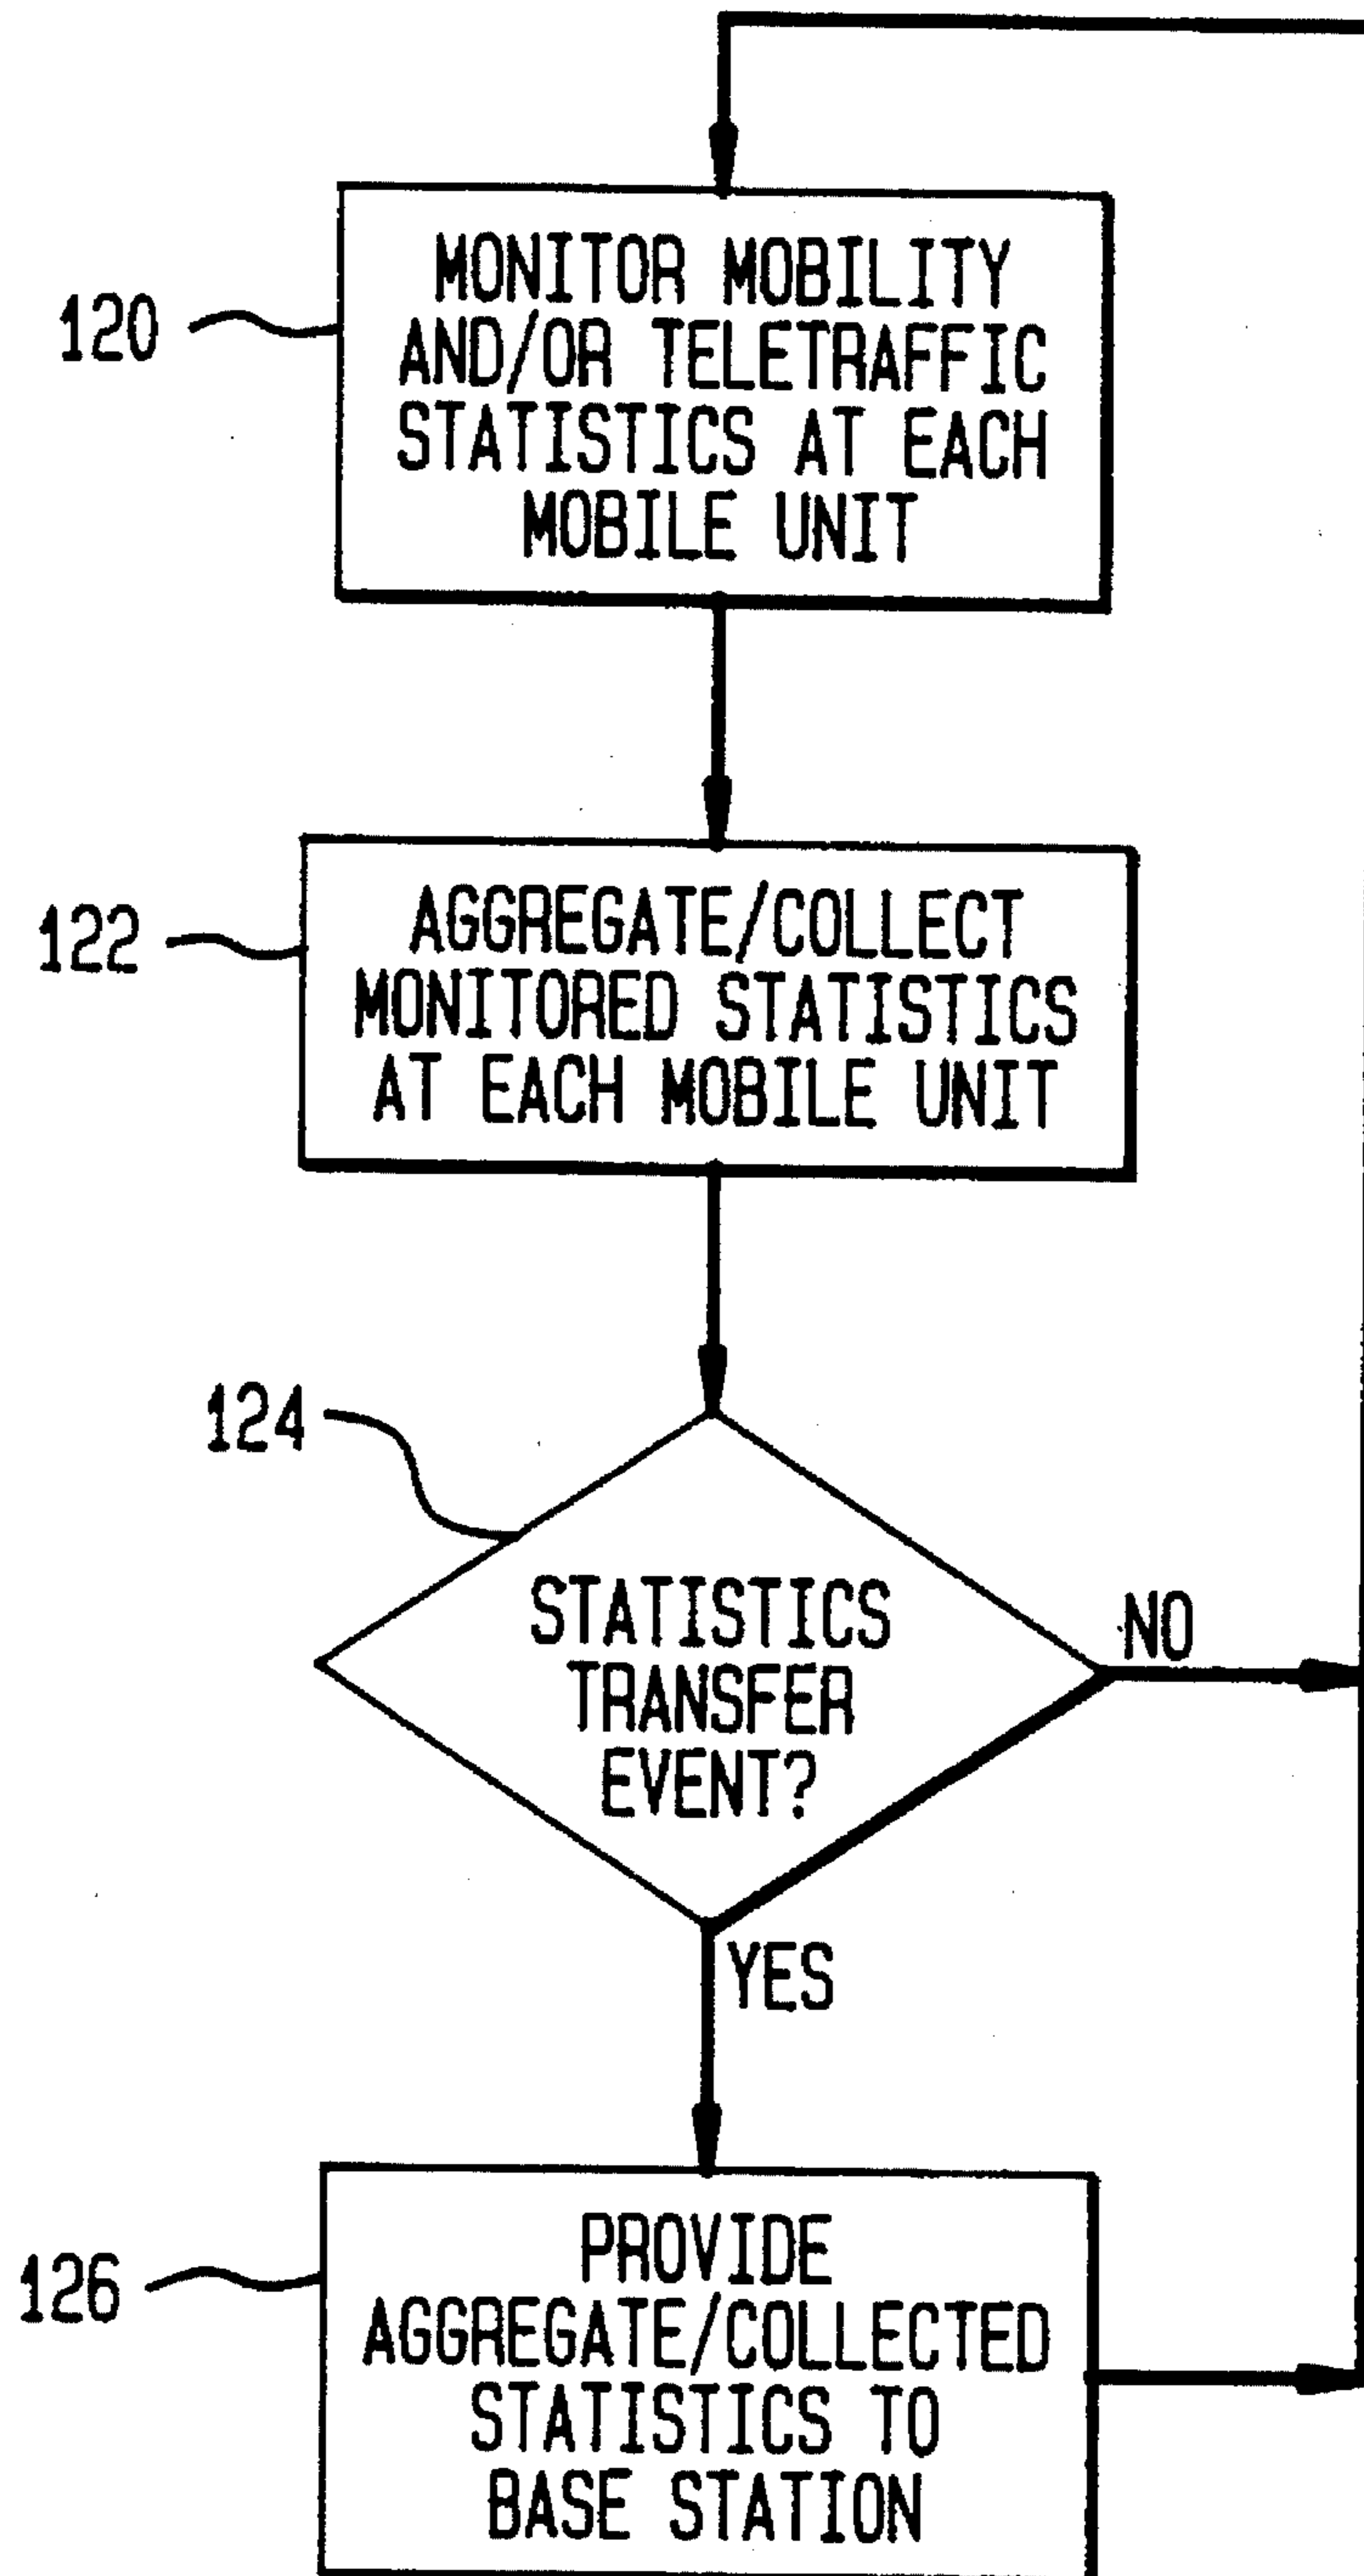 120
MONITOR MOBILITY
AND/OR TELETRAFFIC
STATISTICS AT EACH
MOBILE UNIT
122
AGGREGATE/COLLECT
MONITORED STATISTICS
AT EACH MOBILE UNIT
124
STATISTICS
TRANSFER
EVENT?
NO
YES
126
PROVIDE
AGGREGATE/COLLECTED
STATISTICS TO
BASE STATION